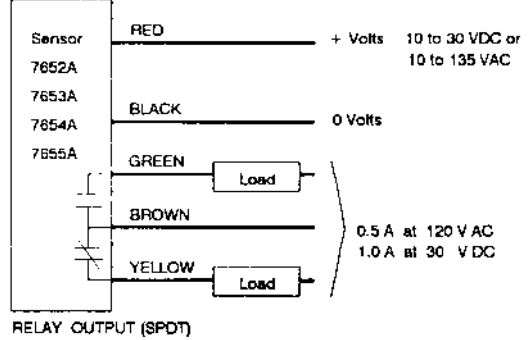 Sensor
7652A
7653A
7654A
7655A
RED
+ Volts 10 to 30 VDC or
10 to 135 VAC
BLACK
0 Volts
GREEN
Load
BROWN
0.5 A at 120 V AC
1.0 A at 30 V DC
YELLOW
Load
RELAY OUTPUT (SPDT)